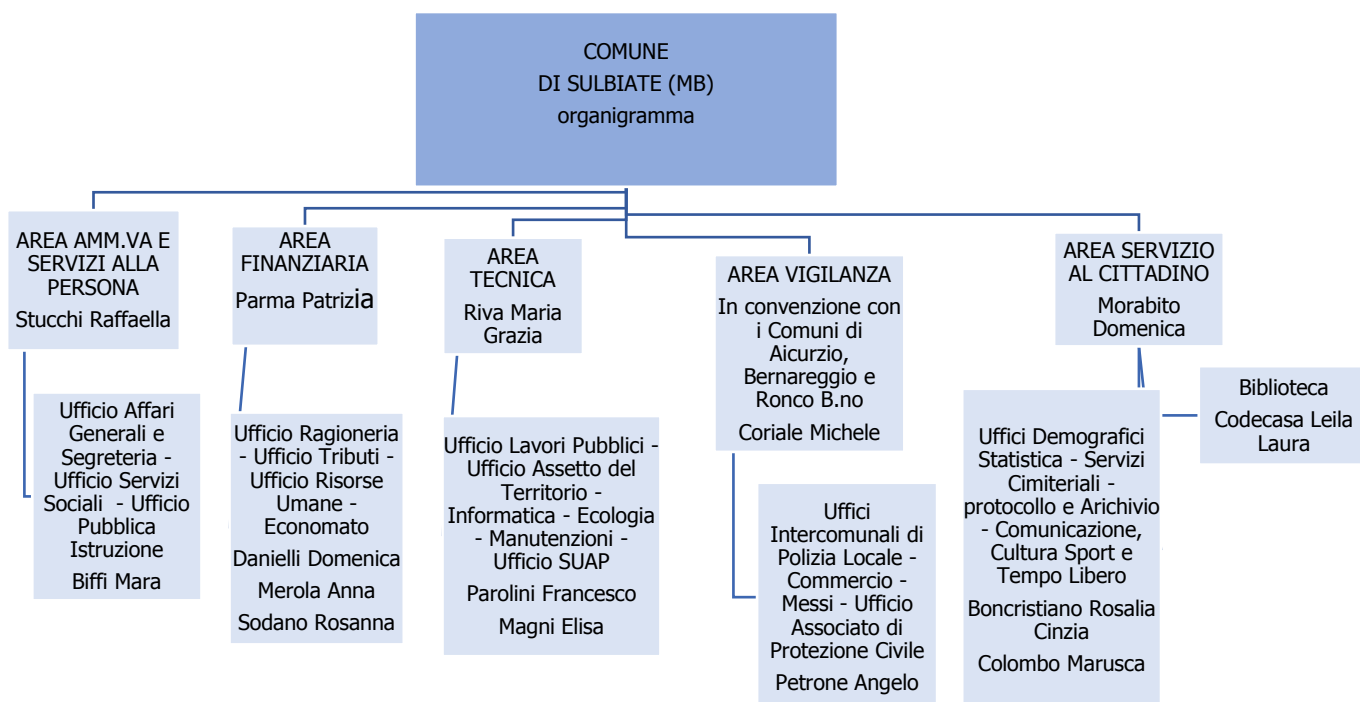 COMUNE
DI SULBIATE (MB)
organigramma
AREA AMM.VA E
SERVIZI ALLA
PERSONA
Stucchi Raffaella
AREA
FINANZIARIA
Parma Patrizia
AREA
TECNICA
Riva Maria
Grazia
AREA VIGILANZA
In convenzione con
i Comuni di
Aicurzio,
Bernareggio e
Ronco B.no
Coriale Michele
AREA SERVIZIO
AL CITTADINO
Morabito
Domenica
Ufficio Affari
Generali e
Segreteria -
Ufficio Servizi
Sociali - Ufficio
Pubblica
Istruzione
Biffi Mara
Ufficio Ragioneria
- Ufficio Tributi -
Ufficio Risorse
Umane -
Economato
Danielli Domenica
Merola Anna
Sodano Rosanna
Ufficio Lavori Pubblici -
Ufficio Assetto del
Territorio -
Informatica - Ecologia
- Manutenzioni -
Ufficio SUAP
Parolini Francesco
Magni Elisa
Uffici
Intercomunali di
Polizia Locale -
Commercio -
Messi - Ufficio
Associato di
Protezione Civile
Petrone Angelo
Uffici Demografici
Statistica - Servizi
Cimiteriali -
protocollo e Arichivio
- Comunicazione,
Cultura Sport e
Tempo Libero
Boncristiano Rosalia
Cinzia
Colombo Marusca
Biblioteca
Codecasa Leila
Laura